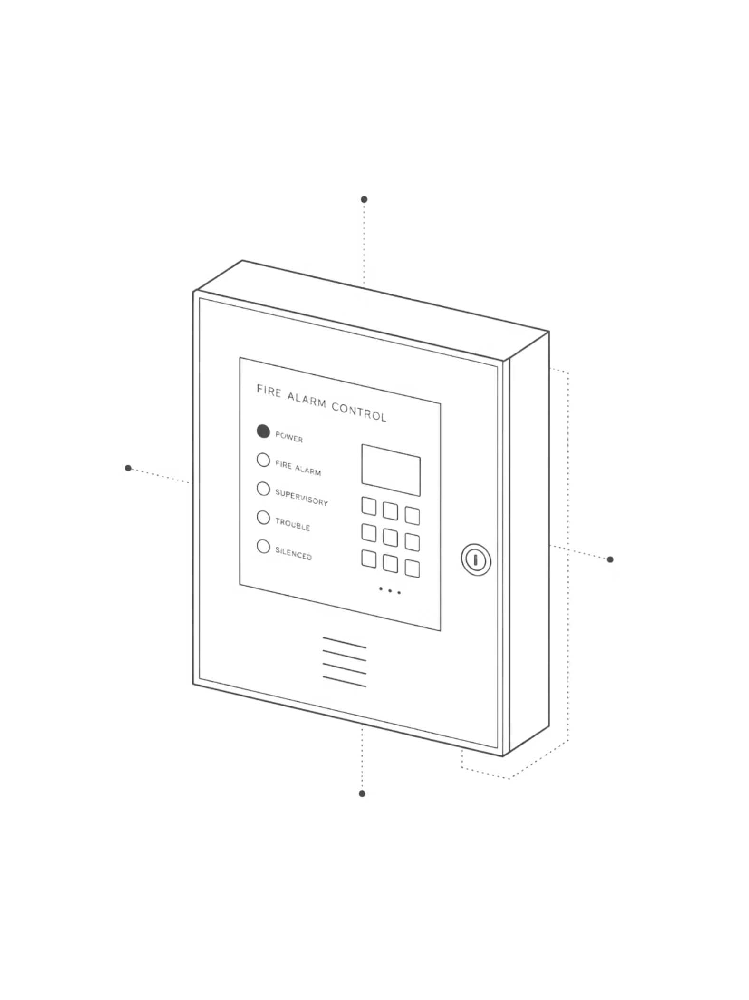 FIRE ALARM CONTROL
POWER
FIRE ALARM
SUPERVISORY
TROUBLE
SILENCED